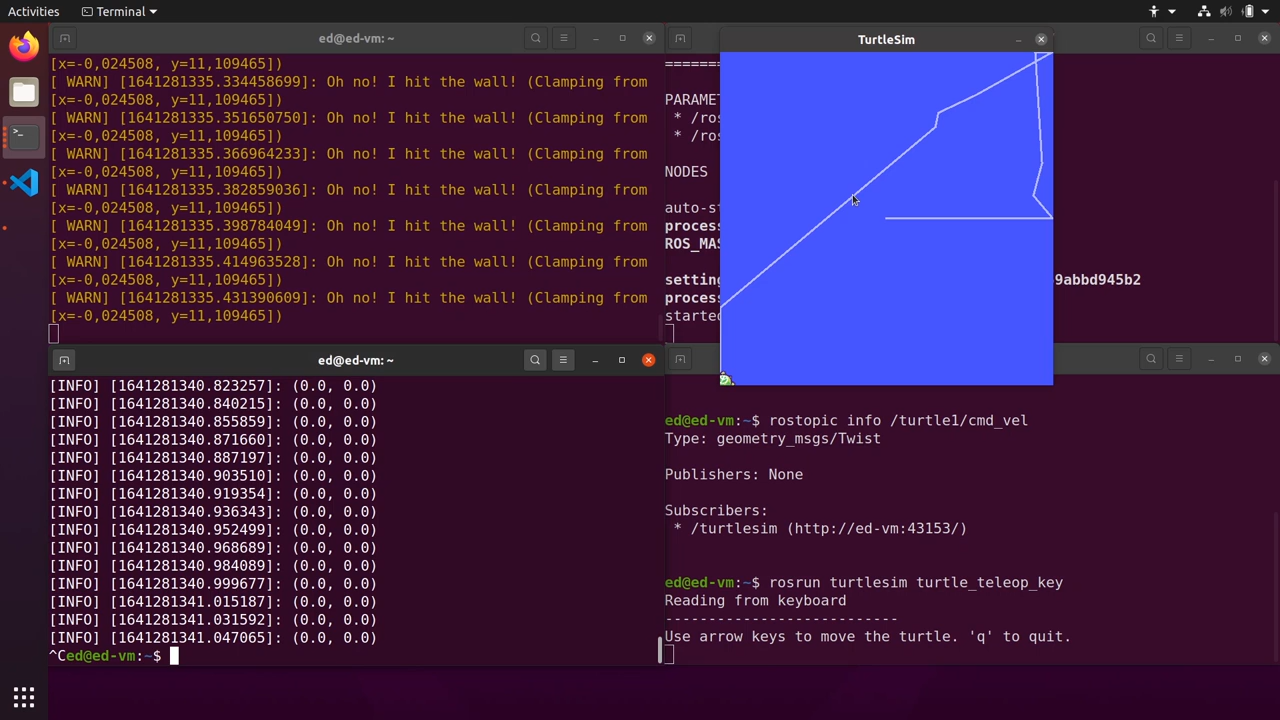 Activities
Terminal
ed@ed-vm: ~
[x=-0,024508, y=11,109465])
[ WARN] [1641281335.334458699]: Oh no! I hit the wall! (Clamping from
[x=-0,024508, y=11,109465])
[ WARN] [1641281335.351650750]: Oh no! I hit the wall! (Clamping from
[x=-0,024508, y=11,109465])
[ WARN] [1641281335.366964233]: Oh no! I hit the wall! (Clamping from
[x=-0,024508, y=11,109465])
[ WARN] [1641281335.382859036]: Oh no! I hit the wall! (Clamping from
[x=-0,024508, y=11,109465])
[ WARN] [1641281335.398784049]: Oh no! I hit the wall! (Clamping from
[x=-0,024508, y=11,109465])
[ WARN] [1641281335.414963528]: Oh no! I hit the wall! (Clamping from
[x=-0,024508, y=11,109465])
[ WARN] [1641281335.431390609]: Oh no! I hit the wall! (Clamping from
[x=-0,024508, y=11,109465])
TurtleSim
=======
PARAMET
* /ros
* /ros
NODES
auto-st
process
ROS_MAS
setting
9abbd945b2
process
started
ed@ed-vm: ~
[INFO] [1641281340.823257]: (0.0, 0.0)
[INFO] [1641281340.840215]: (0.0, 0.0)
[INFO] [1641281340.855859]: (0.0, 0.0)
[INFO] [1641281340.871660]: (0.0, 0.0)
[INFO] [1641281340.887197]: (0.0, 0.0)
[INFO] [1641281340.903510]: (0.0, 0.0)
[INFO] [1641281340.919354]: (0.0, 0.0)
[INFO] [1641281340.936343]: (0.0, 0.0)
[INFO] [1641281340.952499]: (0.0, 0.0)
[INFO] [1641281340.968689]: (0.0, 0.0)
[INFO] [1641281340.984089]: (0.0, 0.0)
[INFO] [1641281340.999677]: (0.0, 0.0)
[INFO] [1641281341.015187]: (0.0, 0.0)
[INFO] [1641281341.031592]: (0.0, 0.0)
[INFO] [1641281341.047065]: (0.0, 0.0)
^Ced@ed-vm:~$
ed@ed-vm:~$ rostopic info /turtle1/cmd_vel
Type: geometry_msgs/Twist
Publishers: None
Subscribers:
* /turtlesim (http://ed-vm:43153/)
ed@ed-vm:~$ rosrun turtlesim turtle_teleop_key
Reading from keyboard
---------------------------
Use arrow keys to move the turtle. 'q' to quit.